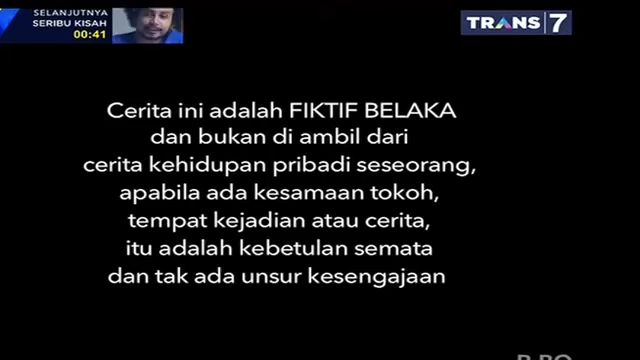 SELANJUTNYA
SERIBU KISAH
00:41
TRANS 7
Cerita ini adalah FIKTIF BELAKA
dan bukan di ambil dari
cerita kehidupan pribadi seseorang,
apabila ada kesamaan tokoh,
tempat kejadian atau cerita,
itu adalah kebetulan semata
dan tak ada unsur kesengajaan